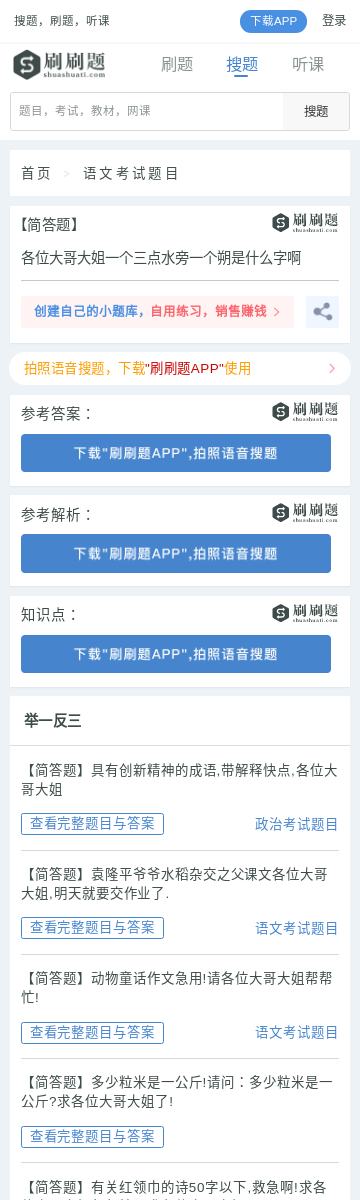 搜题，刷题，听课
下载APP
登录
刷刷题
shuashuati.com
刷题
搜题
听课
题目，考试，教材，网课
搜题
首页 > 语文考试题目
【简答题】
刷刷题
shuashuati.com
各位大哥大姐一个三点水旁一个朔是什么字啊
创建自己的小题库，自用练习，销售赚钱 >
拍照语音搜题，下载"刷刷题APP"使用 >
参考答案：
刷刷题
shuashuati.com
下载"刷刷题APP",拍照语音搜题
参考解析：
刷刷题
shuashuati.com
下载"刷刷题APP",拍照语音搜题
知识点：
刷刷题
shuashuati.com
下载"刷刷题APP",拍照语音搜题
举一反三
【简答题】具有创新精神的成语,带解释快点,各位大
哥大姐
查看完整题目与答案
政治考试题目
【简答题】袁隆平爷爷水稻杂交之父课文各位大哥
大姐,明天就要交作业了.
查看完整题目与答案
语文考试题目
【简答题】动物童话作文急用!请各位大哥大姐帮帮
忙!
查看完整题目与答案
语文考试题目
【简答题】多少粒米是一公斤!请问：多少粒米是一
公斤?求各位大哥大姐了!
查看完整题目与答案
【简答题】有关红领巾的诗50字以下,救急啊!求各